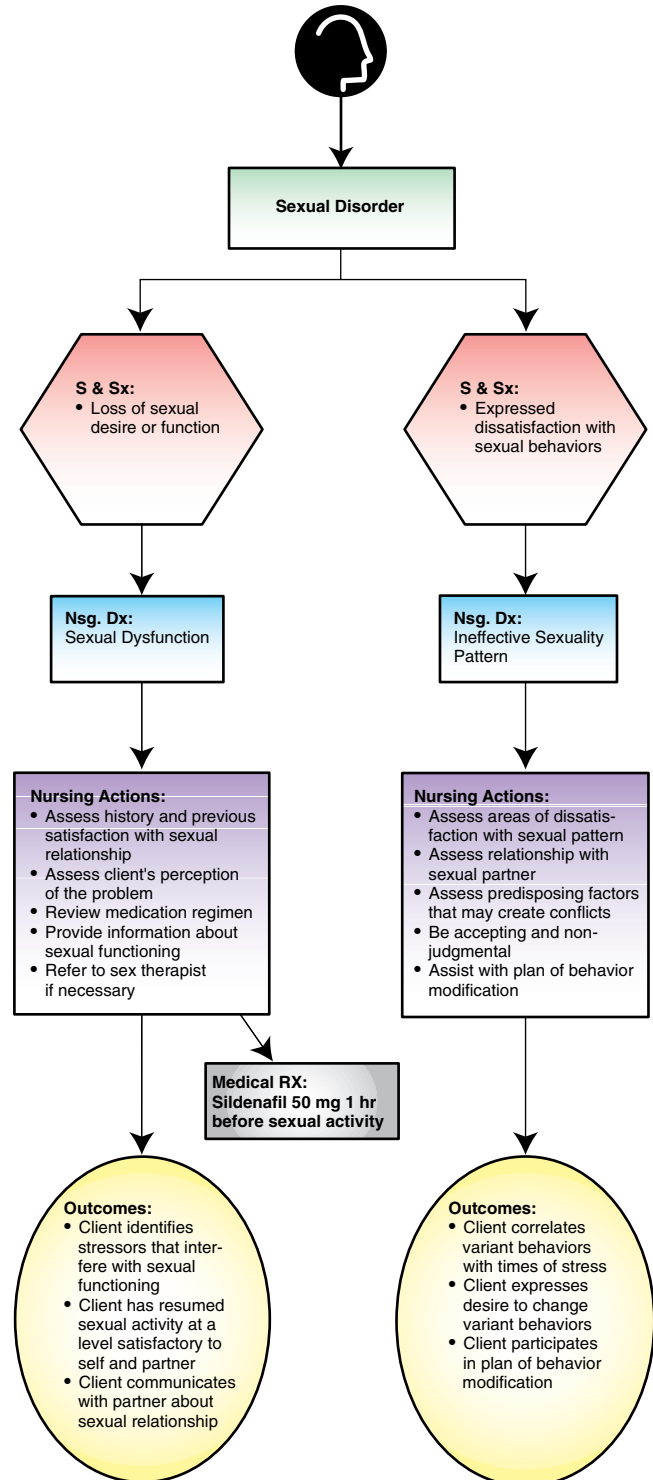 Sexual Disorder
S & Sx:
• Loss of sexual
desire or function
S & Sx:
• Expressed
dissatisfaction with
sexual behaviors
Nsg. Dx:
Sexual Dysfunction
Nsg. Dx:
Ineffective Sexuality
Pattern
Nursing Actions:
• Assess history and previous
satisfaction with sexual
relationship
• Assess client's perception
of the problem
• Review medication regimen
• Provide information about
sexual functioning
• Refer to sex therapist
if necessary
Nursing Actions:
• Assess areas of dissatis-
faction with sexual pattern
• Assess relationship with
sexual partner
• Assess predisposing factors
that may create conflicts
• Be accepting and non-
judgmental
• Assist with plan of behavior
modification
Medical RX:
Sildenafil 50 mg 1 hr
before sexual activity
Outcomes:
• Client identifies
stressors that inter-
fere with sexual
functioning
• Client has resumed
sexual activity at a
level satisfactory to
self and partner
• Client communicates
with partner about
sexual relationship
Outcomes:
• Client correlates
variant behaviors
with times of stress
• Client expresses
desire to change
variant behaviors
• Client participates
in plan of behavior
modification